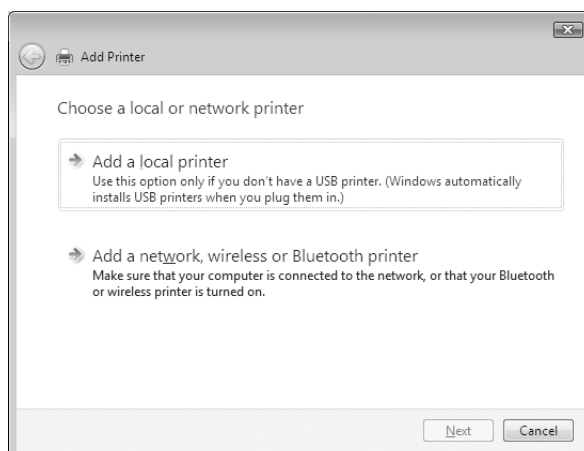 Add Printer
Choose a local or network printer
Add a local printer
Use this option only if you don't have a USB printer. (Windows automatically
installs USB printers when you plug them in.)
Add a network, wireless or Bluetooth printer
Make sure that your computer is connected to the network, or that your Bluetooth
or wireless printer is turned on.
Next
Cancel